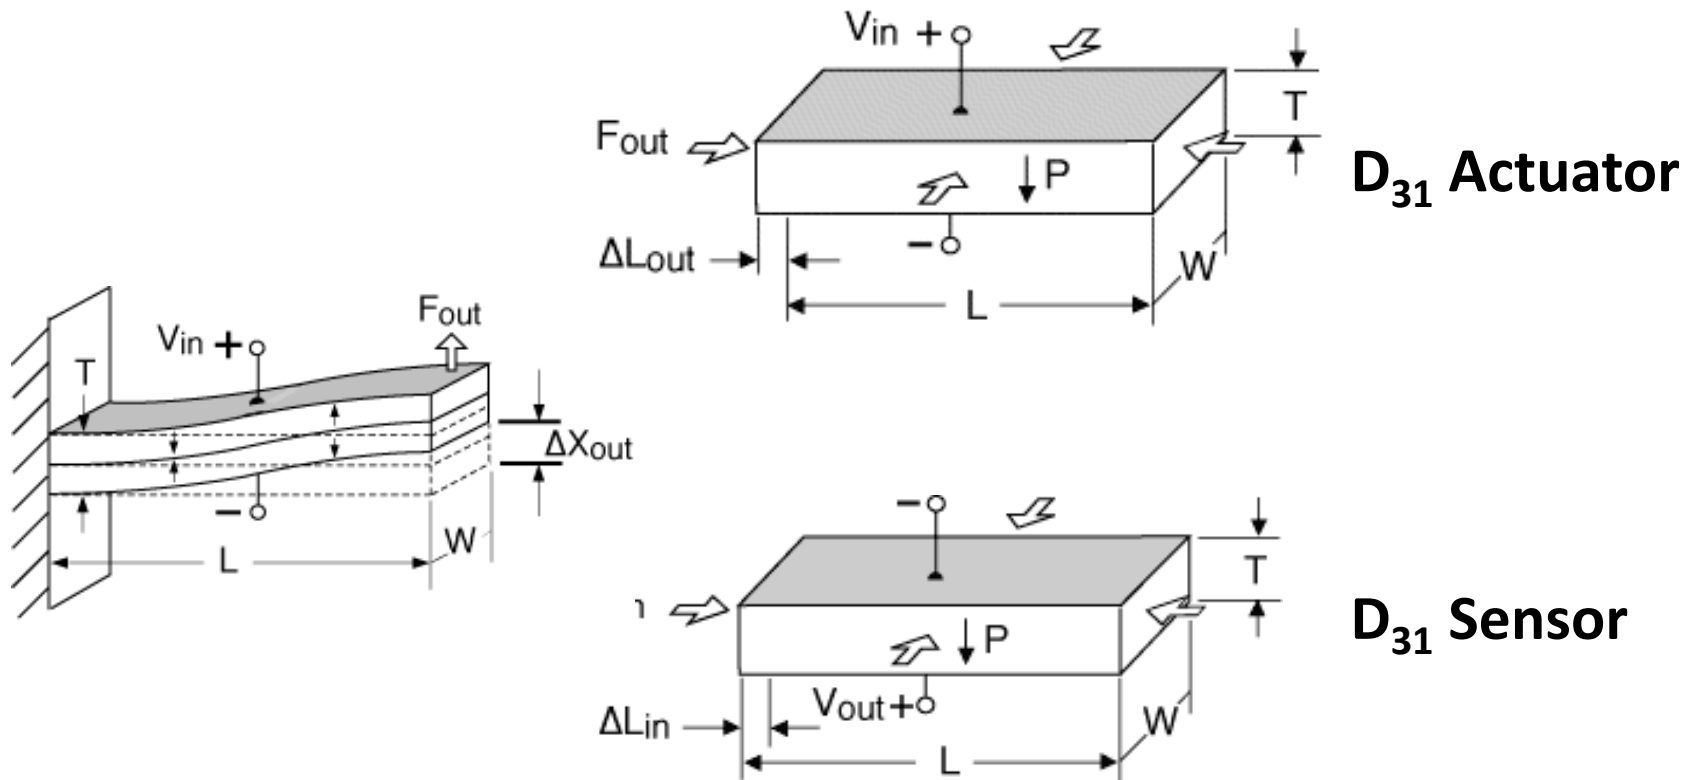 Vin +
T
Fout
P
D31 Actuator
−
ΔLout
W
L
Fout
Vin +
T
ΔXout
−
W
L
−
T
P
D31 Sensor
Vout +
ΔLin
W
L